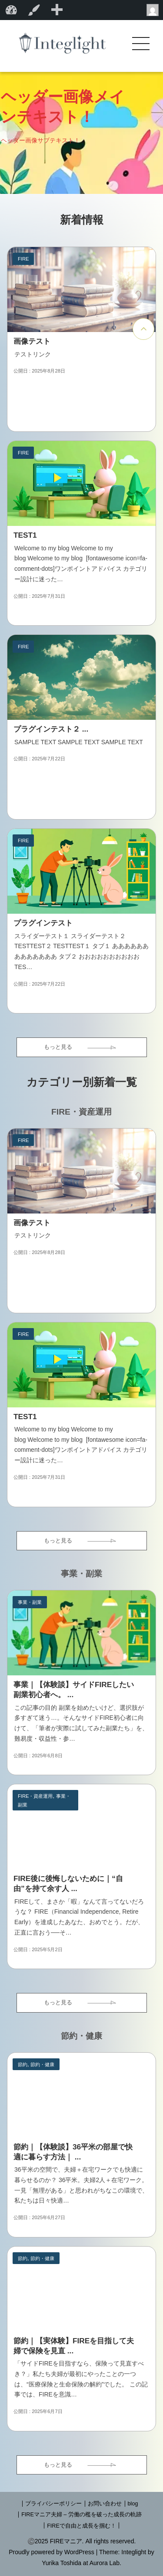 Integlight
ヘッダー画像メイ
ンテキスト！
ヘッダー画像サブテキスト！
新着情報
FIRE
画像テスト
テストリンク
公開日 : 2025年8月28日
FIRE
TEST1
Welcome to my blog Welcome to my
blog Welcome to my blog [fontawesome icon=fa-
comment-dots]ワンポイントアドバイス カテゴリ
ー設計に迷った…
公開日 : 2025年7月31日
FIRE
プラグインテスト２ ...
SAMPLE TEXT SAMPLE TEXT SAMPLE TEXT
公開日 : 2025年7月22日
FIRE
プラグインテスト
スライダーテスト１ スライダーテスト２
TESTTEST２ TESTTEST１ タブ１ ああああああ
あああああああ タブ２ おおおおおおおおおお
TES…
公開日 : 2025年7月22日
もっと見る
カテゴリー別新着一覧
FIRE・資産運用
FIRE
画像テスト
テストリンク
公開日 : 2025年8月28日
FIRE
TEST1
Welcome to my blog Welcome to my
blog Welcome to my blog [fontawesome icon=fa-
comment-dots]ワンポイントアドバイス カテゴリ
ー設計に迷った…
公開日 : 2025年7月31日
もっと見る
事業・副業
事業・副業
事業｜【体験談】サイドFIREしたい
副業初心者へ。 ...
この記事の目的 副業を始めたいけど、選択肢が
多すぎて迷う…… そんなサイドFIRE初心者に向
けて、「筆者が実際に試してみた副業たち」を、
難易度・収益性・参…
公開日 : 2025年6月8日
FIRE・資産運用, 事業・
副業
FIRE後に後悔しないために｜“自
由”を持て余す人 ...
FIREして、まさか「暇」なんて言ってないだろ
うな？ FIRE（Financial Independence, Retire
Early）を達成したあなた、おめでとう。だが、
正直に言おう──そ…
公開日 : 2025年5月2日
もっと見る
節約・健康
節約, 節約・健康
節約｜【体験談】36平米の部屋で快
適に暮らせる方法｜ ...
36平米の空間で、夫婦＋在宅ワークでも快適に
暮らせるのか？ 36平米。夫婦2人＋在宅ワーク。
一見「無理がある」と思われがちなこの環境で、
私たちは日々快適…
公開日 : 2025年6月27日
節約, 節約・健康
節約｜【実体験】FIREを目指して夫
婦で保険を見直 ...
「サイドFIREを目指すなら、保険って見直すべ
き？」私たち夫婦が最初にやったことの一つ
は、“医療保険と生命保険の解約”でした。 この記
事では、FIREを意識…
公開日 : 2025年6月7日
もっと見る
| プライバシーポリシー | お問い合わせ | blog
| FIREマニア夫婦 – 労働の檻を破った成長の軌跡
| FIREで自由と成長を掴む！ |
©2025 FIREマニア. All rights reserved.
Proudly powered by WordPress | Theme: Integlight by
Yurika Toshida at Aurora Lab.